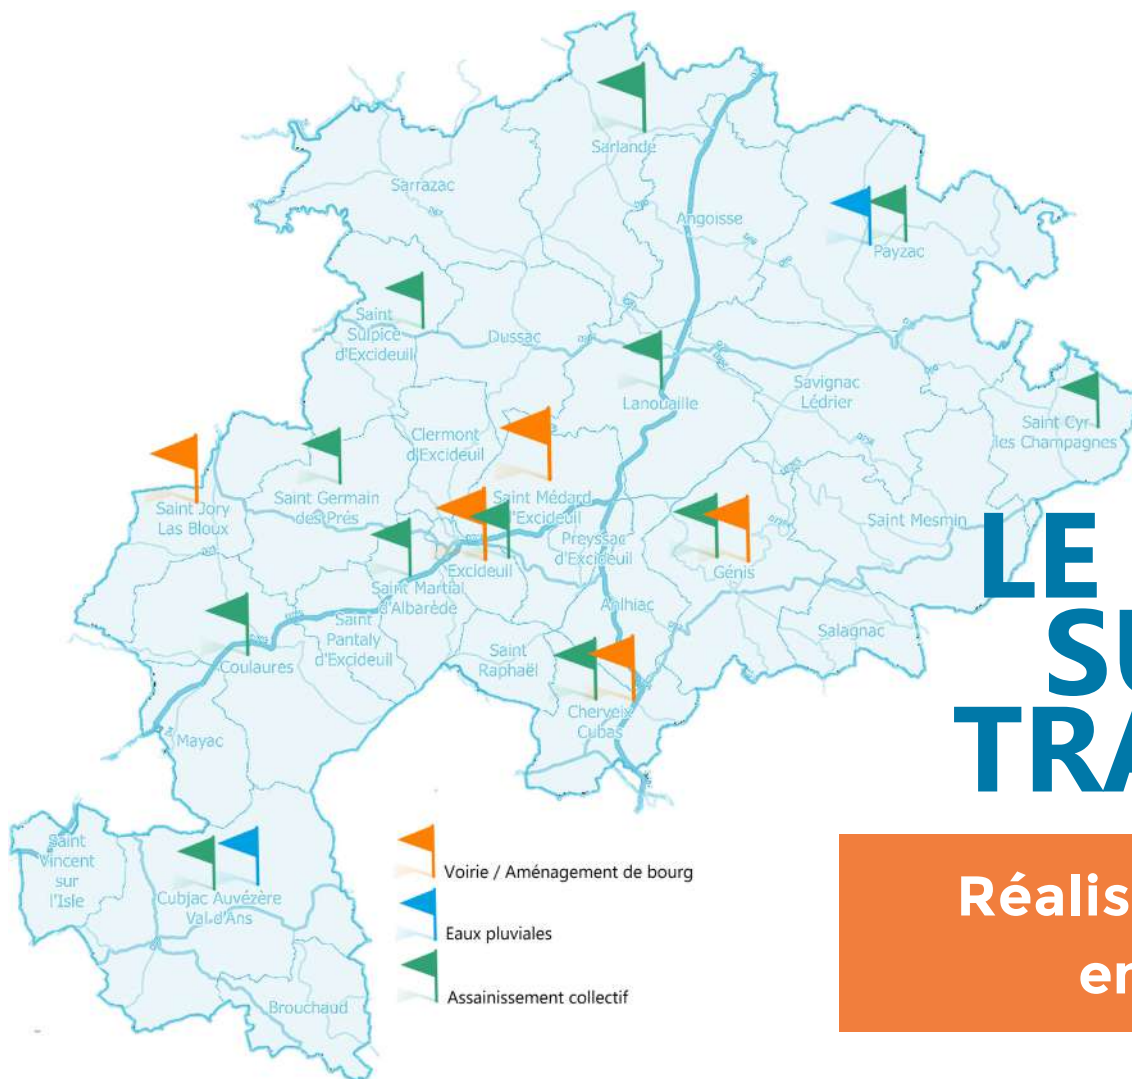 Sarlande
Sarrazac
Angoisse
Payzac
Saint
Sulpice
d'Excideuil
Dussac
Lanouaille
Savignac
Lédrier
Saint Cyr
les Champagnes
Clermont
d'Excideuil
Saint Germain
des Prés
Saint Jory
Las Bloux
Saint Médard
d'Excideuil
Saint Mesmin
Preyssac
d'Excideuil
Excideuil
Génis
Saint Martial
d'Albarède
Anlhiac
Saint
Pantaly
d'Excideuil
Salagnac
Saint
Raphaël
Coulaures
Cherveix
Cubas
Mayac
LE
SU
TRA
Saint
Vincent
sur
l'Isle
Cubjac Auvézère
Val d'Ans
Brouchaud
Voirie / Aménagement de bourg
Eaux pluviales
Assainissement collectif
Réalis
en